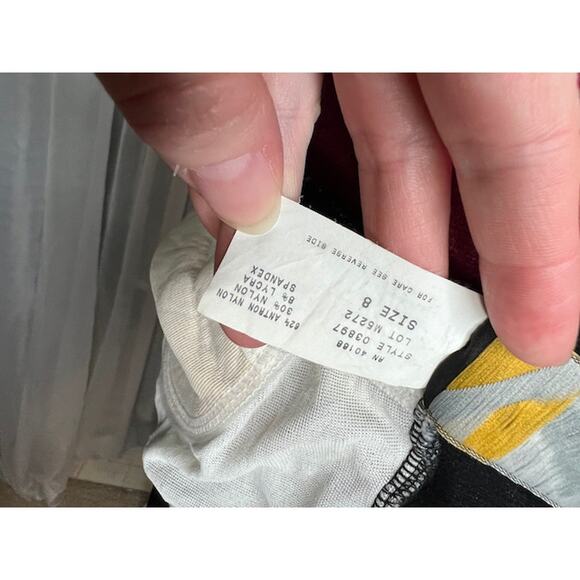 RN 40168
STYLE 03897
LOT M5272
SIZE 8
62% ANTRON NYLON
30% NYLON
8% LYCRA
SPANDEX
FOR CARE SEE REVERSE SIDE